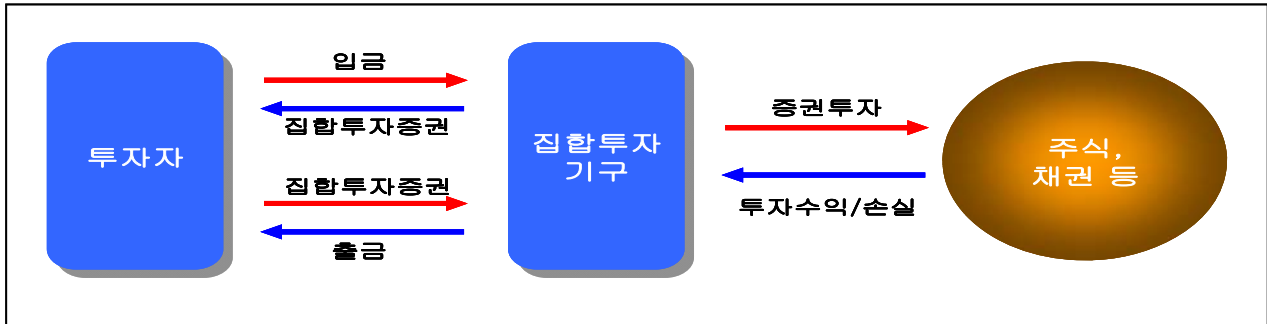 투자자
입금
집합투자증권
집합투자증권
출금
집합투자
기구
증권투자
투자수익/손실
주식,
채권 등